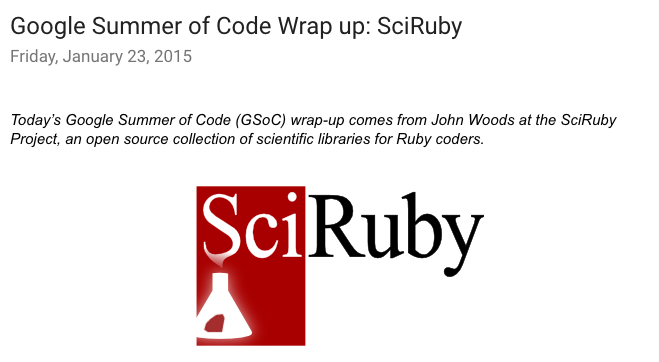 Google Summer of Code Wrap up: SciRuby
Friday, January 23, 2015
Today’s Google Summer of Code (GSoC) wrap-up comes from John Woods at the SciRuby
Project, an open source collection of scientific libraries for Ruby coders.
SciRuby